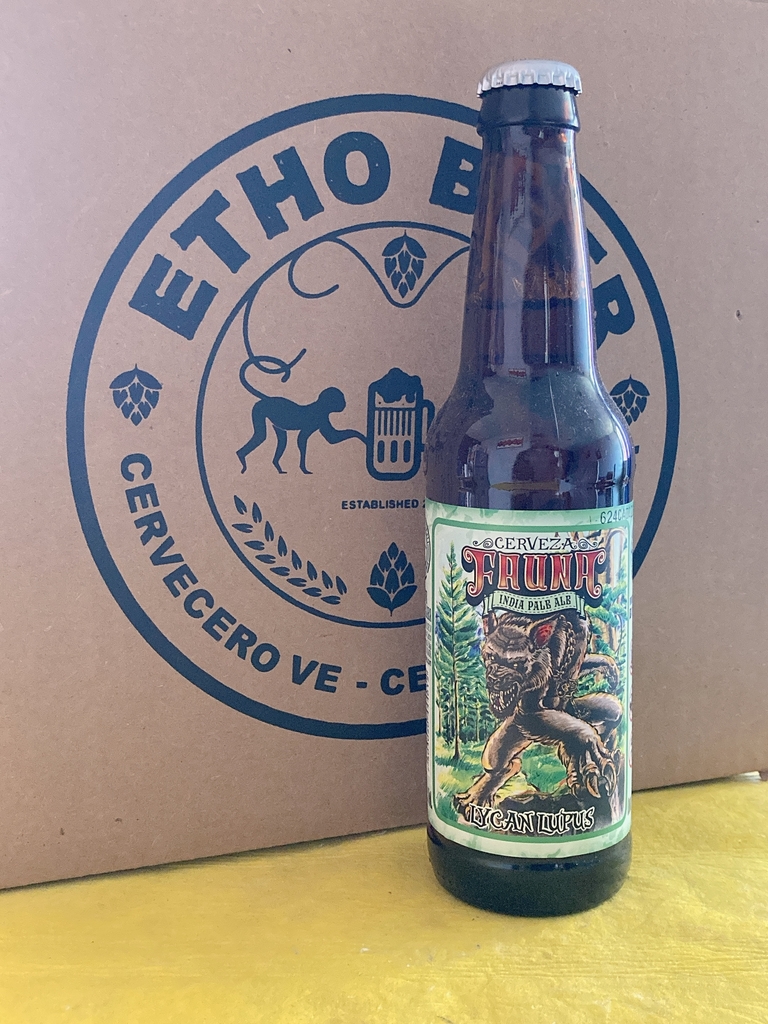 ETHO B
CERVECERO VE - CE
ESTABLISHED
CERVEZA
FAUNA
INDIA PALE ALE
LYCAN LUPUS